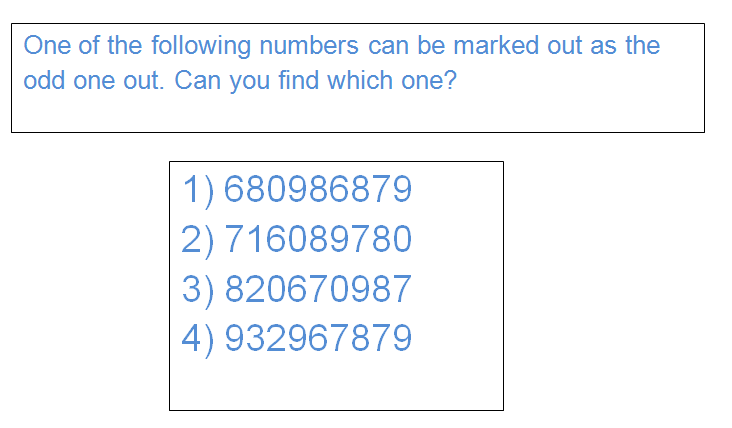 One of the following numbers can be marked out as the
odd one out. Can you find which one?
1) 680986879
2) 716089780
3) 820670987
4) 932967879